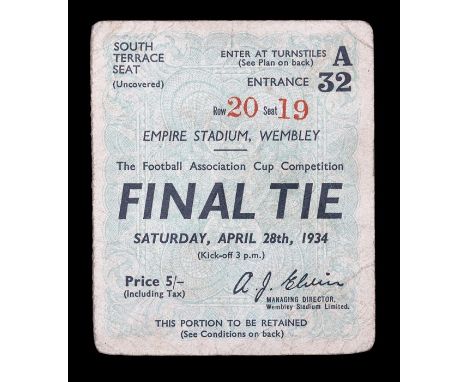 SOUTH TERRACE SEAT
(Uncovered)
ENTER AT TURNSTILES A
(See Plan on back)
ENTRANCE 32
Row 20 Seat 19
EMPIRE STADIUM, WEMBLEY
The Football Association Cup Competition
FINAL TIE
SATURDAY, APRIL 28th, 1934
(Kick-off 3 p.m.)
Price 5/-
(Including Tax)
A. J. Elvin
MANAGING DIRECTOR,
Wembley Stadium Limited.
THIS PORTION TO BE RETAINED
(See Conditions on back)